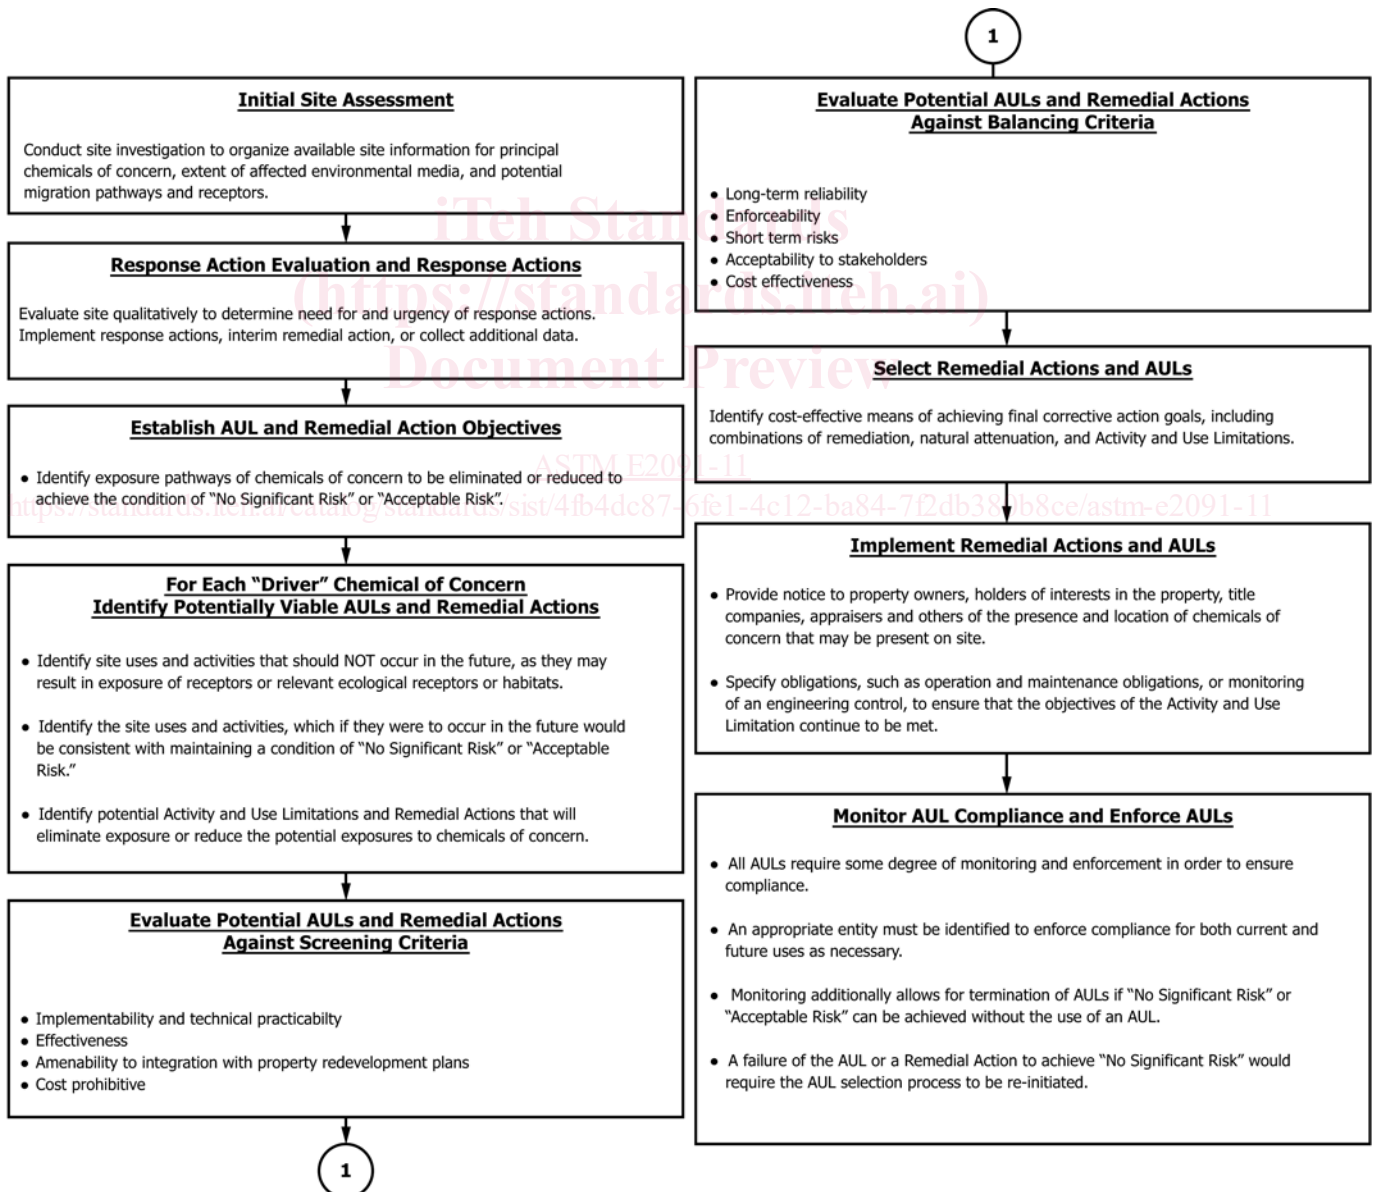 Initial Site Assessment
Conduct site investigation to organize available site information for principal
chemicals of concern, extent of affected environmental media, and potential
migration pathways and receptors.
Response Action Evaluation and Response Actions
Evaluate site qualitatively to determine need for and urgency of response actions.
Implement response actions, interim remedial action, or collect additional data.
Establish AUL and Remedial Action Objectives
● Identify exposure pathways of chemicals of concern to be eliminated or reduced to
achieve the condition of “No Significant Risk” or “Acceptable Risk”.
For Each “Driver” Chemical of Concern
Identify Potentially Viable AULs and Remedial Actions
● Identify site uses and activities that should NOT occur in the future, as they may
result in exposure of receptors or relevant ecological receptors or habitats.
● Identify the site uses and activities, which if they were to occur in the future would
be consistent with maintaining a condition of “No Significant Risk” or “Acceptable
Risk.”
● Identify potential Activity and Use Limitations and Remedial Actions that will
eliminate exposure or reduce the potential exposures to chemicals of concern.
Evaluate Potential AULs and Remedial Actions
Against Screening Criteria
● Implementability and technical practicabilty
● Effectiveness
● Amenability to integration with property redevelopment plans
● Cost prohibitive
1
1
Evaluate Potential AULs and Remedial Actions
Against Balancing Criteria
● Long-term reliability
● Enforceability
● Short term risks
● Acceptability to stakeholders
● Cost effectiveness
Select Remedial Actions and AULs
Identify cost-effective means of achieving final corrective action goals, including
combinations of remediation, natural attenuation, and Activity and Use Limitations.
Implement Remedial Actions and AULs
● Provide notice to property owners, holders of interests in the property, title
companies, appraisers and others of the presence and location of chemicals of
concern that may be present on site.
● Specify obligations, such as operation and maintenance obligations, or monitoring
of an engineering control, to ensure that the objectives of the Activity and Use
Limitation continue to be met.
Monitor AUL Compliance and Enforce AULs
● All AULs require some degree of monitoring and enforcement in order to ensure
compliance.
● An appropriate entity must be identified to enforce compliance for both current and
future uses as necessary.
● Monitoring additionally allows for termination of AULs if “No Significant Risk” or
“Acceptable Risk” can be achieved without the use of an AUL.
● A failure of the AUL or a Remedial Action to achieve “No Significant Risk” would
require the AUL selection process to be re-initiated.
iTeh Standards
(https://standards.iteh.ai)
Document Preview
ASTM E2091-11